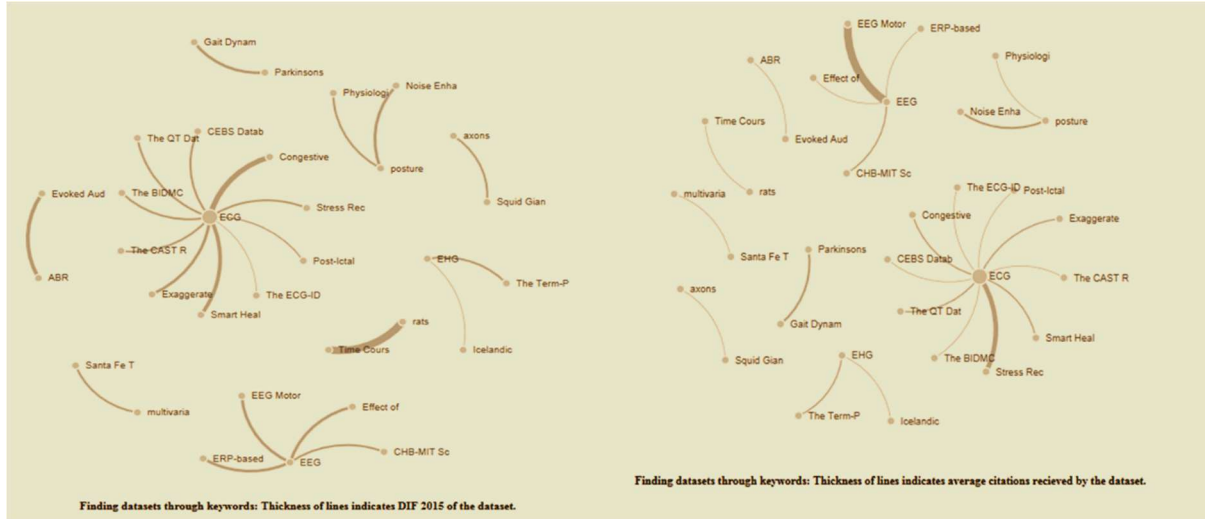 Gait Dynam
Parkinsons
Physiologi
Noise Enha
posture
axons
Squid Gian
The QT Dat
CEBS Datab
Congestive
The BIDMC
ECG
Stress Rec
The CAST R
Post-Ictal
Exaggerate
The ECG-ID
Smart Heal
Evoked Aud
ABR
EHG
The Term-P
Icelandic
rats
Time Cours
Santa Fe T
multivaria
EEG Motor
Effect of
ERP-based
EEG
CHB-MIT Sc
Finding datasets through keywords: Thickness of lines indicates DIF 2015 of the dataset.
EEG Motor
ERP-based
ABR
Effect of
EEG
Physiologi
Noise Enha
posture
Time Cours
Evoked Aud
CHB-MIT Sc
rats
multivaria
Santa Fe T
The ECG-ID
Post-Ictal
Congestive
Exaggerate
CEBS Datab
ECG
The CAST R
The QT Dat
Smart Heal
The BIDMC
Stress Rec
Parkinsons
Gait Dynam
axons
Squid Gian
EHG
The Term-P
Icelandic
Finding datasets through keywords: Thickness of lines indicates average citations recieved by the dataset.